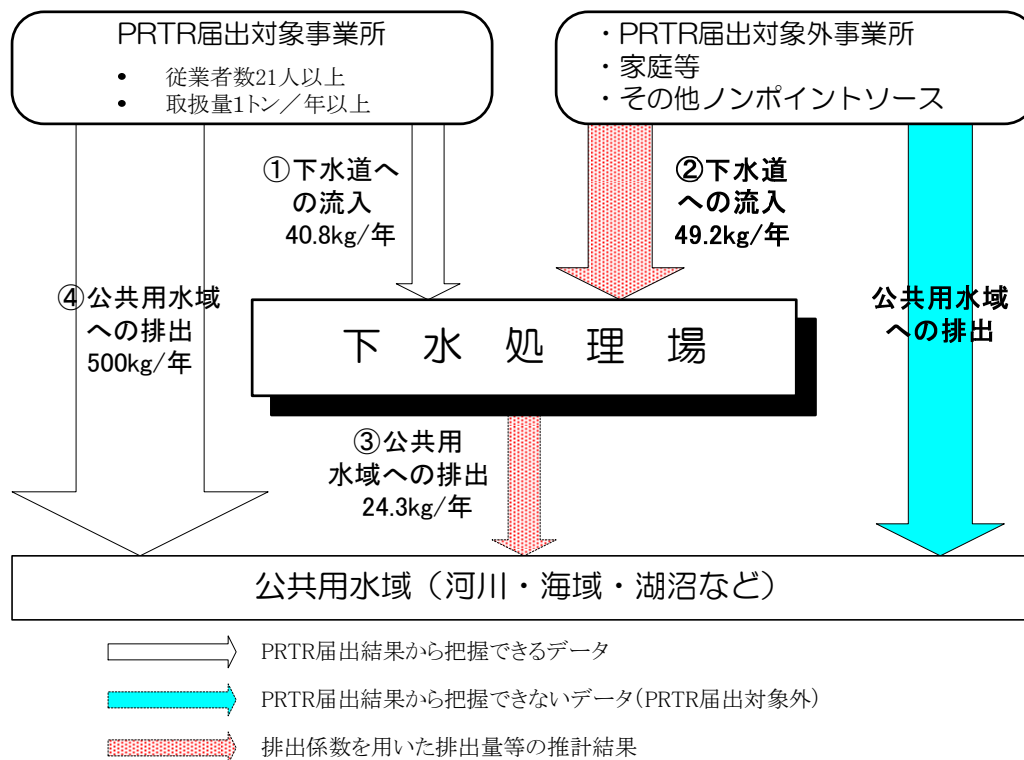 PRTR届出対象事業所
• 従業者数21人以上
• 取扱量1トン／年以上
・PRTR届出対象外事業所
・家庭等
・その他ノンポイントソース
①下水道へ
の流入
40.8kg/年
②下水道
への流入
49.2kg/年
④公共用水域
への排出
500kg/年
公共用水域
への排出
下水処理場
③公共用
水域への排出
24.3kg/年
公共用水域（河川・海域・湖沼など）
PRTR届出結果から把握できるデータ
PRTR届出結果から把握できないデータ（PRTR届出対象外）
排出係数を用いた排出量等の推計結果